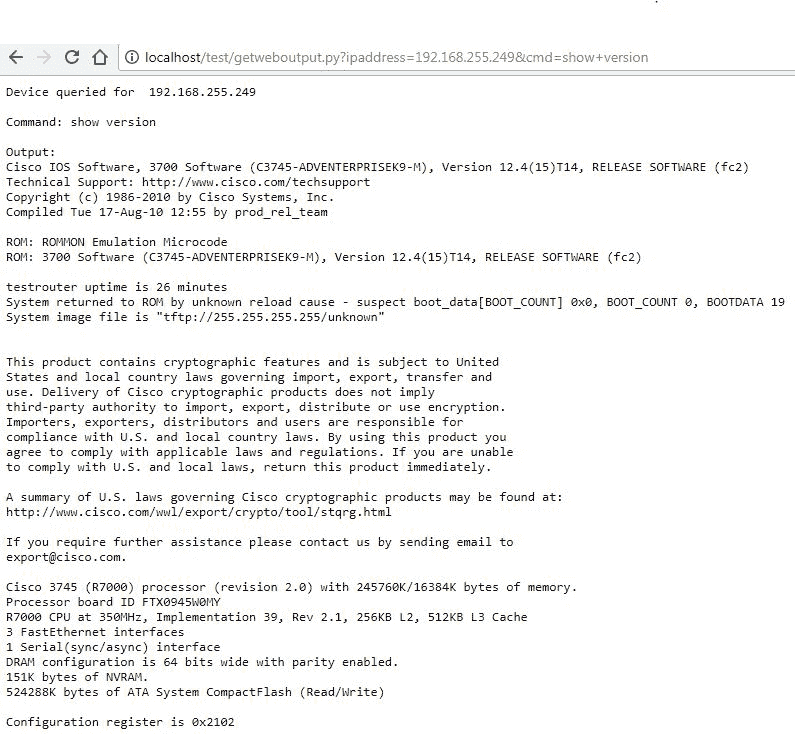 localhost/test/getweboutput.py?ipaddress=192.168.255.249&cmd=show+version
Device queried for  192.168.255.249
Command: show version
Output:
Cisco IOS Software, 3700 Software (C3745-ADVENTERPRISEK9-M), Version 12.4(15)T14, RELEASE SOFTWARE (fc2)
Technical Support: http://www.cisco.com/techsupport
Copyright (c) 1986-2010 by Cisco Systems, Inc.
Compiled Tue 17-Aug-10 12:55 by prod_rel_team
ROM: ROMMON Emulation Microcode
ROM: 3700 Software (C3745-ADVENTERPRISEK9-M), Version 12.4(15)T14, RELEASE SOFTWARE (fc2)
testrouter uptime is 26 minutes
System returned to ROM by unknown reload cause - suspect boot_data[BOOT_COUNT] 0x0, BOOT_COUNT 0, BOOTDATA 19
System image file is "tftp://255.255.255.255/unknown"
This product contains cryptographic features and is subject to United
States and local country laws governing import, export, transfer and
use. Delivery of Cisco cryptographic products does not imply
third-party authority to import, export, distribute or use encryption.
Importers, exporters, distributors and users are responsible for
compliance with U.S. and local country laws. By using this product you
agree to comply with applicable laws and regulations. If you are unable
to comply with U.S. and local laws, return this product immediately.
A summary of U.S. laws governing Cisco cryptographic products may be found at:
http://www.cisco.com/wwl/export/crypto/tool/stqrg.html
If you require further assistance please contact us by sending email to
export@cisco.com.
Cisco 3745 (R7000) processor (revision 2.0) with 245760K/16384K bytes of memory.
Processor board ID FTX0945W0MY
R7000 CPU at 350MHz, Implementation 39, Rev 2.1, 256KB L2, 512KB L3 Cache
3 FastEthernet interfaces
1 Serial(sync/async) interface
DRAM configuration is 64 bits wide with parity enabled.
151K bytes of NVRAM.
524288K bytes of ATA System CompactFlash (Read/Write)
Configuration register is 0x2102